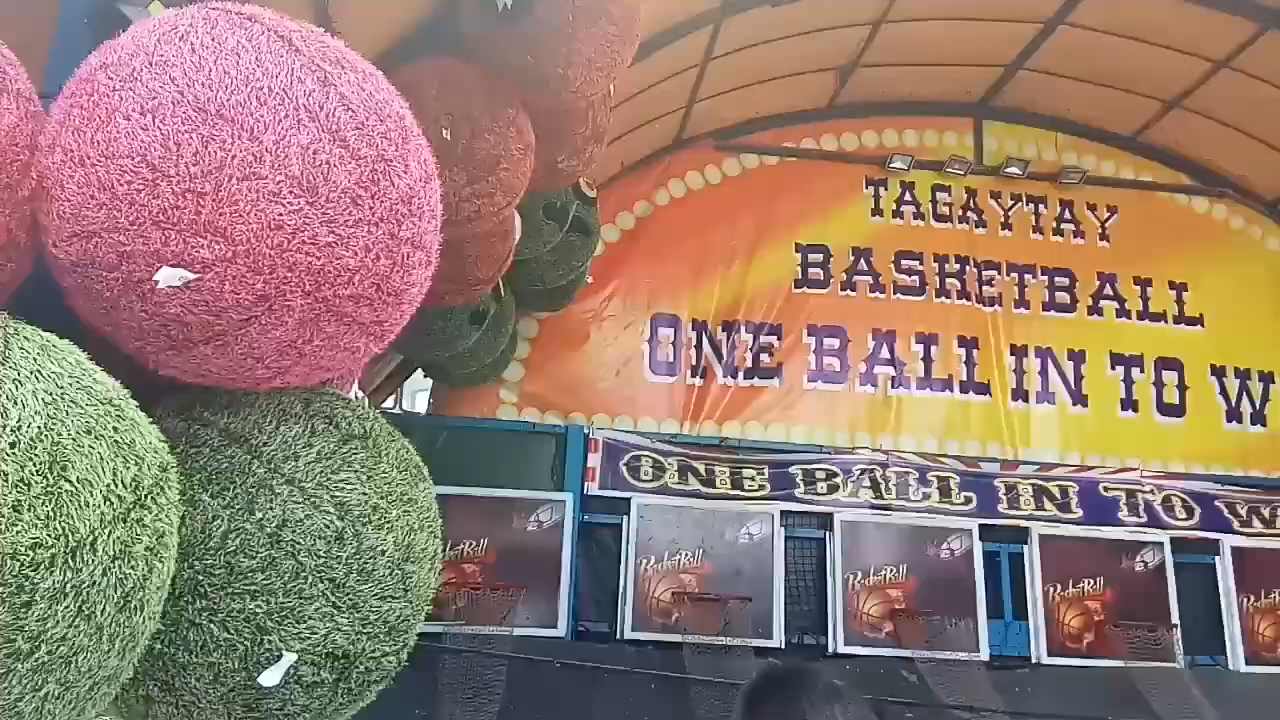 TAGAYTAY
BASKETBALL
ONE BALL IN TO W
ONE BALL IN TO W
BasketBall
BasketBall
BasketBall
BasketBall